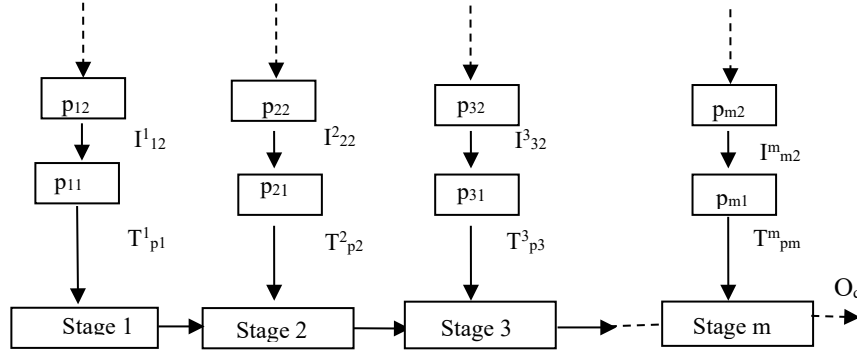 p₁₂ p₂₂ p₃₂ pₘ₂
I¹₁₂ I²₂₂ I³₃₂ Iᵐₘ₂
p₁₁ p₂₁ p₃₁ pₘ₁
T¹ₚ₁ T²ₚ₂ T³ₚ₃ Tᵐₚₘ
Stage 1 Stage 2 Stage 3 Stage m